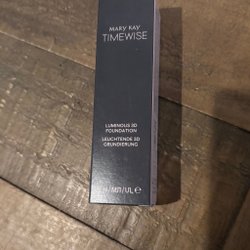 MARY KAY
TIMEWISE
LUMINOUS 3D
FOUNDATION
LEUCHTENDE 3D
GRUNDIERUNG